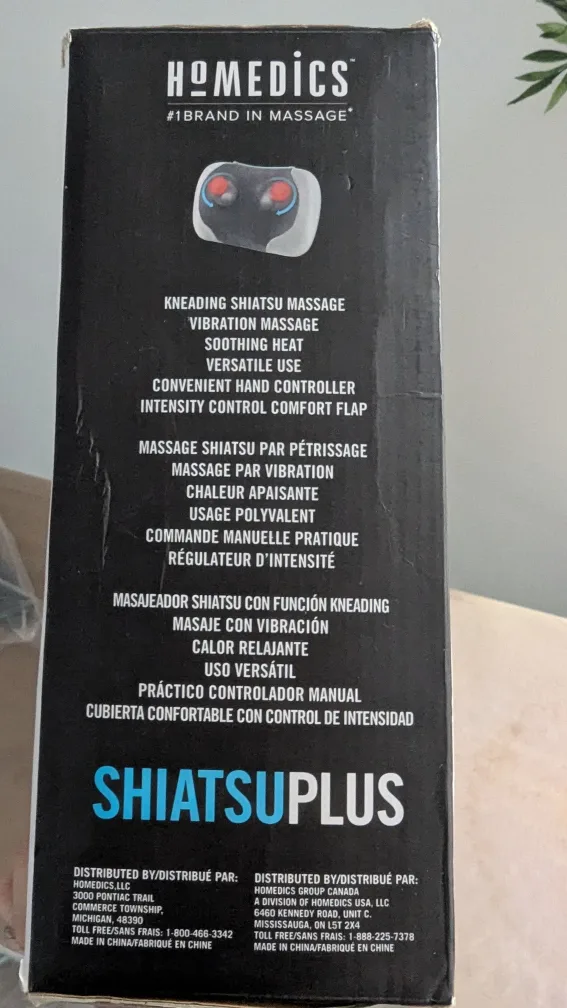 HOMEDICS™
#1 BRAND IN MASSAGE*
KNEADING SHIATSU MASSAGE
VIBRATION MASSAGE
SOOTHING HEAT
VERSATILE USE
CONVENIENT HAND CONTROLLER
INTENSITY CONTROL COMFORT FLAP
MASSAGE SHIATSU PAR PÉTRISSAGE
MASSAGE PAR VIBRATION
CHALEUR APAISANTE
USAGE POLYVALENT
COMMANDE MANUELLE PRATIQUE
RÉGULATEUR D'INTENSITÉ
MASAJEADOR SHIATSU CON FUNCIÓN KNEADING
MASAJE CON VIBRACIÓN
CALOR RELAJANTE
USO VERSÁTIL
PRÁCTICO CONTROLADOR MANUAL
CUBIERTA CONFORTABLE CON CONTROL DE INTENSIDAD
SHIATSUPLUS
DISTRIBUTED BY/DISTRIBUÉ PAR:
HOMEDICS,LLC
3000 PONTIAC TRAIL
COMMERCE TOWNSHIP,
MICHIGAN, 48390
TOLL FREE/SANS FRAIS: 1-800-466-3342
MADE IN CHINA/FABRIQUÉ EN CHINE
DISTRIBUTED BY/DISTRIBUÉ PAR:
HOMEDICS GROUP CANADA
A DIVISION OF HOMEDICS USA, LLC
6460 KENNEDY ROAD, UNIT C.
MISSISSAUGA, ON L5T 2X4
TOLL FREE/SANS FRAIS: 1-888-225-7378
MADE IN CHINA/FABRIQUÉ EN CHINE